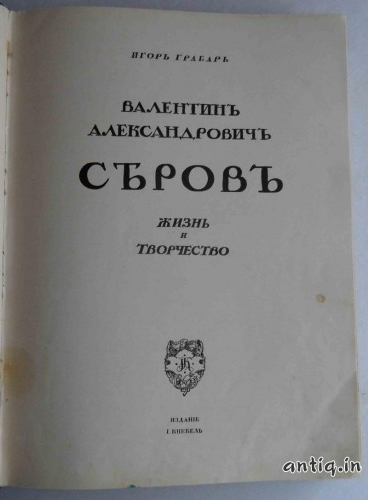 ИГОРЬ ГРАБАРЬ
ВАЛЕНТИНЪ
АЛЕКСАНДРОВИЧЪ
СѢРОВЪ
ЖИЗНЬ
И
ТВОРЧЕСТВО
ИЗДАНІЕ
І. КНЕБЕЛЬ
antiq.in